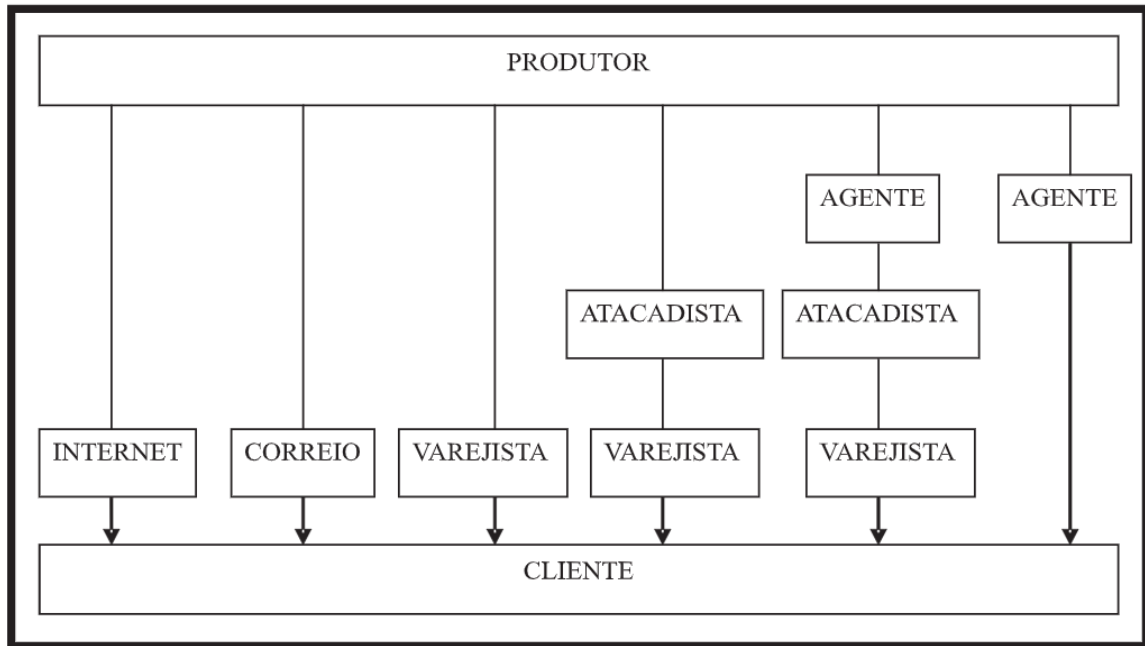 PRODUTOR
AGENTE
AGENTE
ATACADISTA
ATACADISTA
INTERNET
CORREIO
VAREJISTA
VAREJISTA
VAREJISTA
CLIENTE